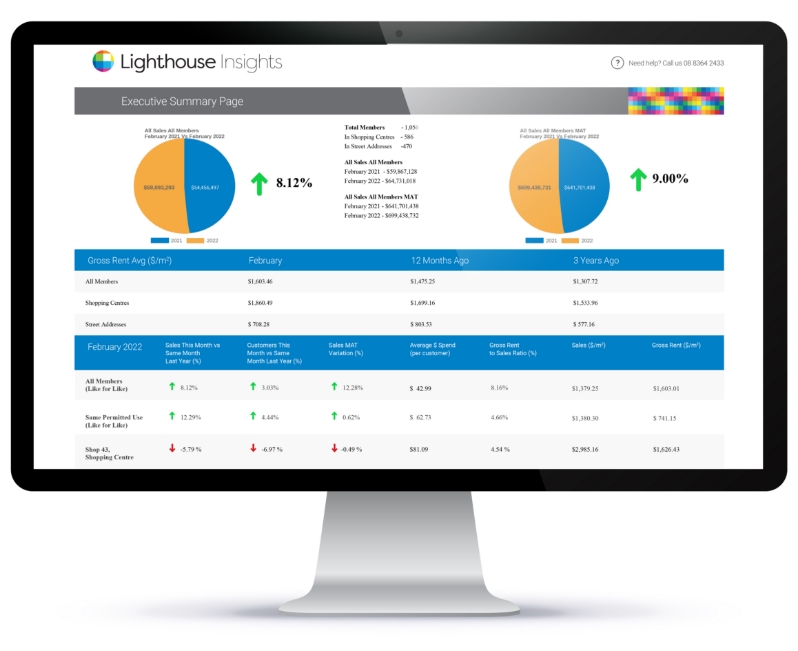 Lighthouse Insights
? Need help? Call us 08 8364 2433
Executive Summary Page
All Sales All Members
February 2021 Vs February 2022
$54,456,497
2021 2022
8.12%
Total Members - 1,056
In Shopping Centres - 586
In Street Addresses -470
All Sales All Members
February 2021 - $59,867,128
February 2022 - $64,731,018
All Sales All Members MAT
February 2021 - $641,701,438
February 2022 - $699,438,732
All Sales All Members MAT
February 2021 Vs February 2022
$699,438,731 $641,701,438
2021 2022
9.00%
Gross Rent Avg ($/m²) February 12 Months Ago 3 Years Ago
All Members $1,603.46 $1,475.25 $1,307.72
Shopping Centres $1,860.49 $1,699.16 $1,533.96
Street Addresses $ 708.28 $ 803.53 $ 577.16
February 2022
Sales This Month vs
Same Month
Last Year (%)
Customers This
Month vs Same
Month Last Year (%)
Sales MAT
Variation (%)
Average $ Spend
(per customer)
Gross Rent
to Sales Ratio (%)
Sales ($/m²)
Gross Rent ($/m²)
All Members
(Like for Like)
8.12% 3.03% 12.28% $ 42.99 8.16% $1,379.25 $1,603.01
Same Permitted Use
(Like for Like)
12.29% 4.44% 0.62% $ 62.73 4.66% $1,380.30 $ 741.15
Shop 43,
Shopping Centre
-5.79 % -6.97 % -0.49 % $81.09 4.54 % $2,985.16 $1,626.43